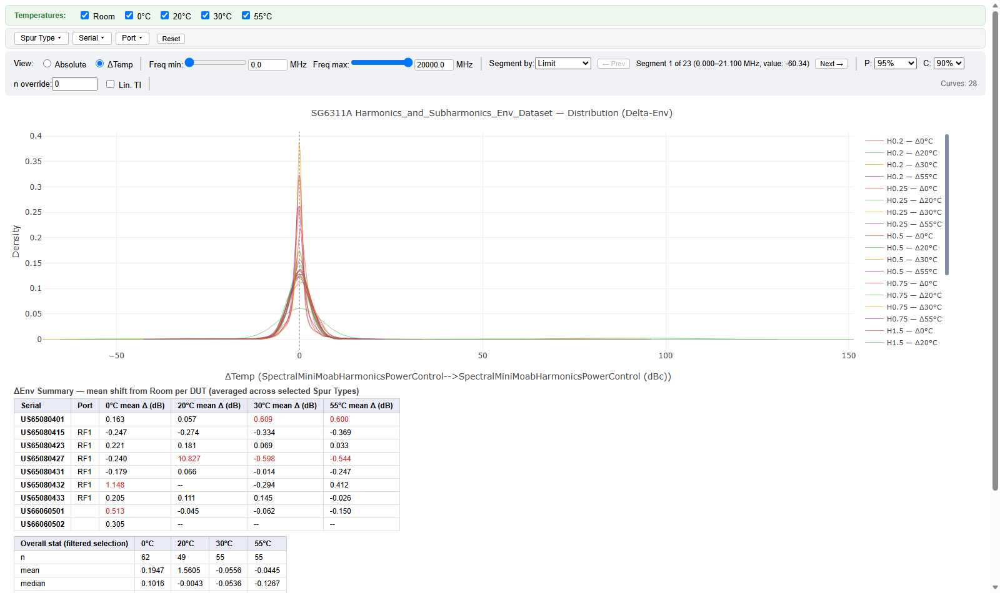 Temperatures: Room 0°C 20°C 30°C 55°C
Spur Type ▾ Serial ▾ Port ▾ Reset
View: Absolute ΔTemp Freq min: 0.0 MHz Freq max: 20000.0 MHz Segment by: Limit ← Prev Segment 1 of 23 (0.000–21.100 MHz, value: -60.34) Next → P: 95% C: 90%
n override: 0 Lin. TI Curves: 28
SG6311A Harmonics_and_Subharmonics_Env_Dataset — Distribution (Delta-Env)
0.4
0.35
0.3
0.25
0.2
0.15
0.1
0.05
0
Density
−50 0 50 100 150
ΔTemp (SpectralMiniMoabHarmonicsPowerControl-->SpectralMiniMoabHarmonicsPowerControl (dBc))
H0.2 — Δ0°C
H0.2 — Δ20°C
H0.2 — Δ30°C
H0.2 — Δ55°C
H0.25 — Δ0°C
H0.25 — Δ20°C
H0.25 — Δ30°C
H0.25 — Δ55°C
H0.5 — Δ0°C
H0.5 — Δ20°C
H0.5 — Δ30°C
H0.5 — Δ55°C
H0.75 — Δ0°C
H0.75 — Δ20°C
H0.75 — Δ30°C
H0.75 — Δ55°C
H1.5 — Δ0°C
H1.5 — Δ20°C
ΔEnv Summary — mean shift from Room per DUT (averaged across selected Spur Types)
Serial Port 0°C mean Δ (dB) 20°C mean Δ (dB) 30°C mean Δ (dB) 55°C mean Δ (dB)
US65080401 0.163 0.057 0.609 0.600
US65080415 RF1 -0.247 -0.274 -0.334 -0.369
US65080423 RF1 0.221 0.181 0.069 0.033
US65080427 RF1 -0.240 10.827 -0.598 -0.544
US65080431 RF1 -0.179 0.066 -0.014 -0.247
US65080432 RF1 1.148 -- -0.294 0.412
US65080433 RF1 0.205 0.111 0.145 -0.026
US66060501 0.513 -0.045 -0.062 -0.150
US66060502 0.305 -- -- --
Overall stat (filtered selection) 0°C 20°C 30°C 55°C
n 62 49 55 55
mean 0.1947 1.5605 -0.0556 -0.0445
median 0.1016 -0.0043 -0.0536 -0.1267